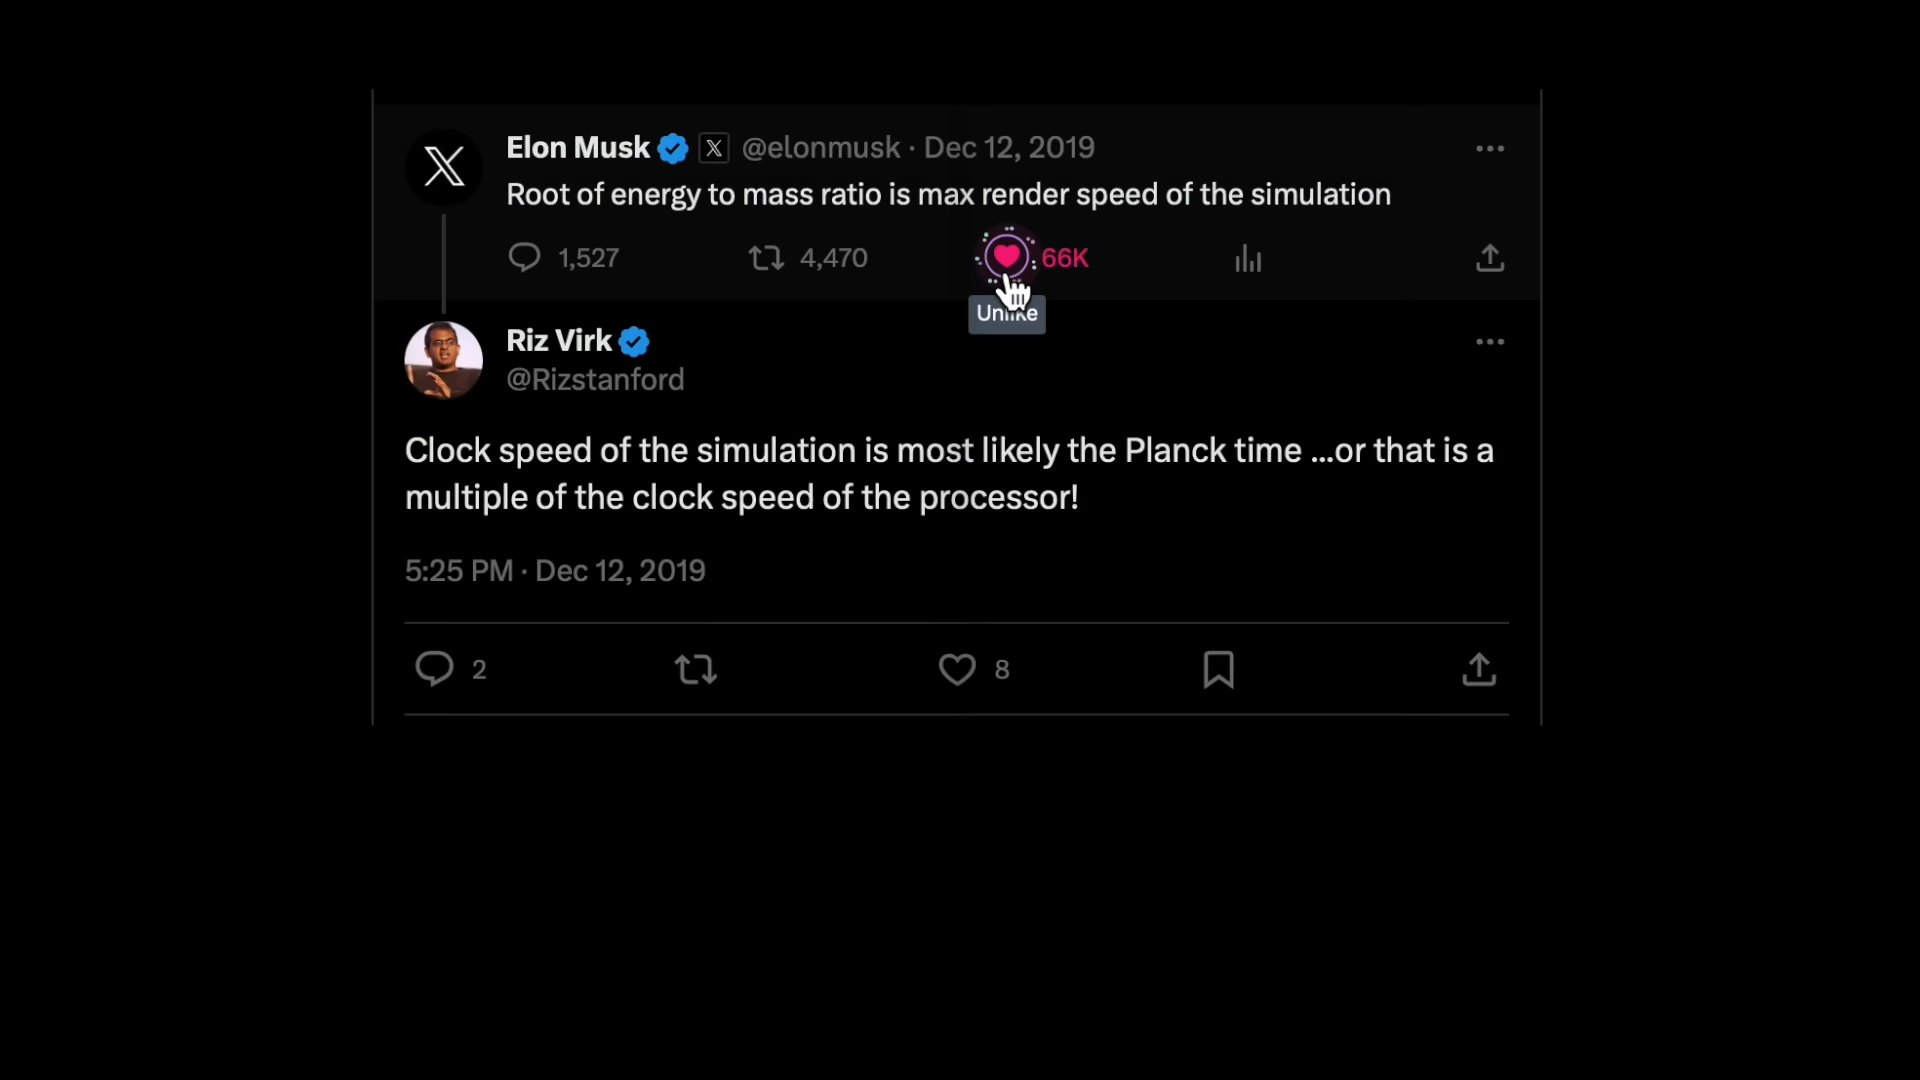 Elon Musk @elonmusk · Dec 12, 2019
Root of energy to mass ratio is max render speed of the simulation
1,527 4,470 66K
Unlike
Riz Virk
@Rizstanford
Clock speed of the simulation is most likely the Planck time ...or that is a
multiple of the clock speed of the processor!
5:25 PM · Dec 12, 2019
2 8